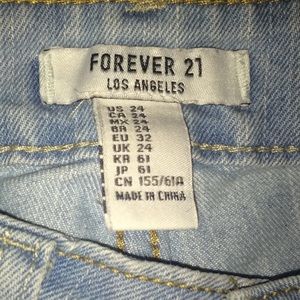 FOREVER 21
LOS ANGELES
US 24
CA 24
MX 24
BR 24
EU 32
UK 24
KR 61
JP 61
CN 155/61A
MADE IN CHINA